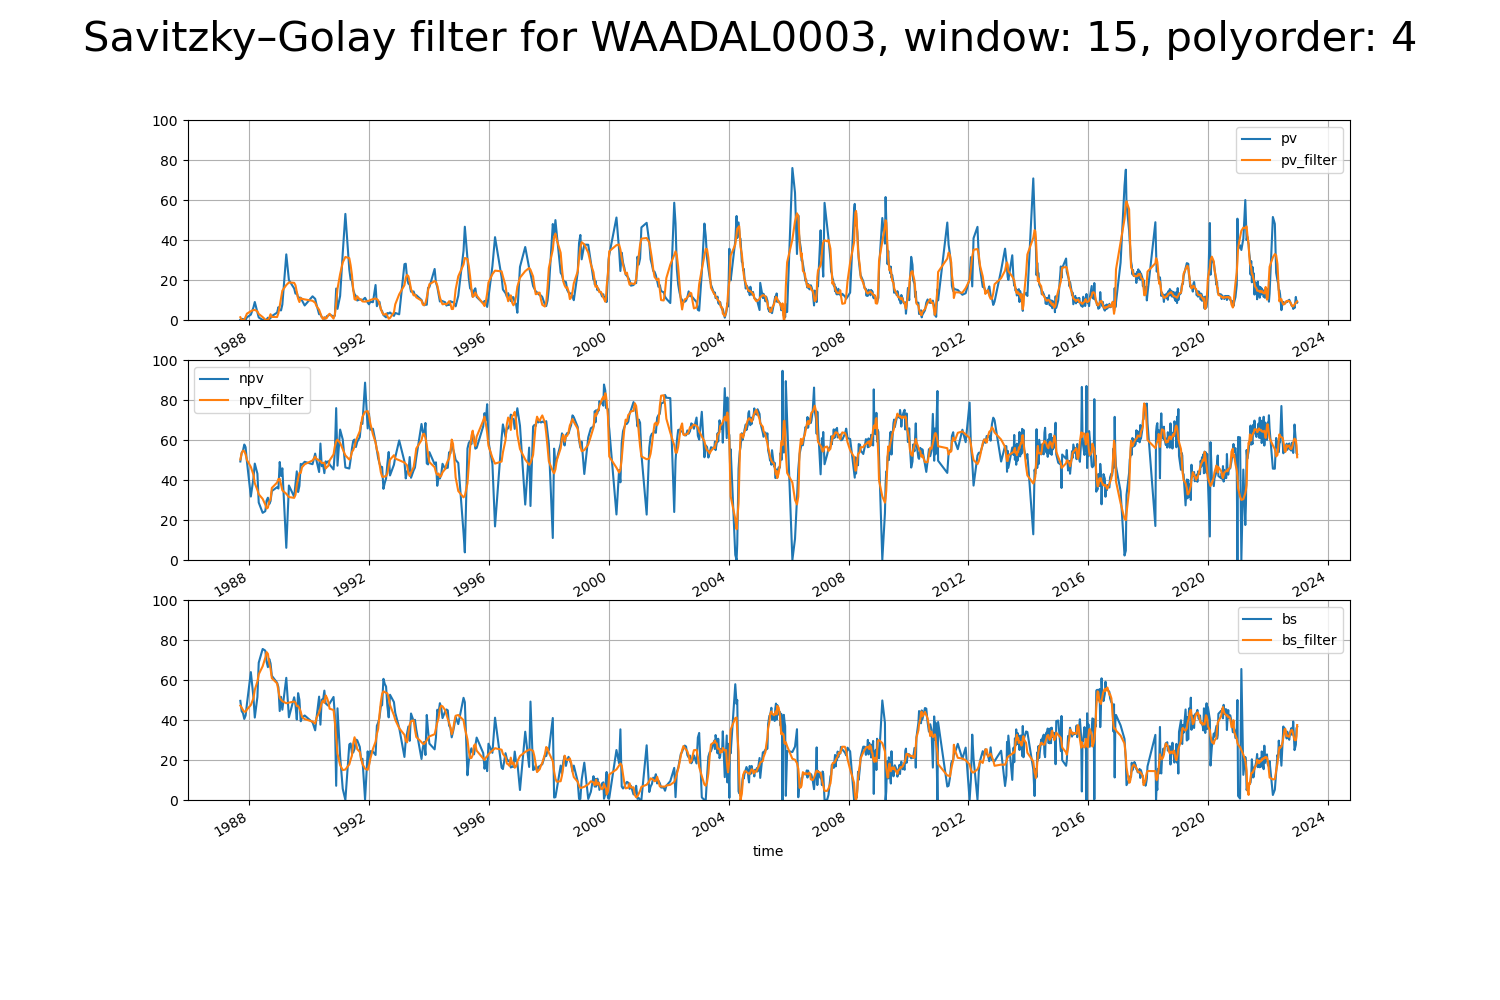 Savitzky–Golay filter for WAADAL0003, window: 15, polyorder: 4
100
80
60
40
20
0
pv
pv_filter
1988 1992 1996 2000 2004 2008 2012 2016 2020 2024
100
80
60
40
20
0
npv
npv_filter
1988 1992 1996 2000 2004 2008 2012 2016 2020 2024
100
80
60
40
20
0
bs
bs_filter
1988 1992 1996 2000 2004 2008 2012 2016 2020 2024
time